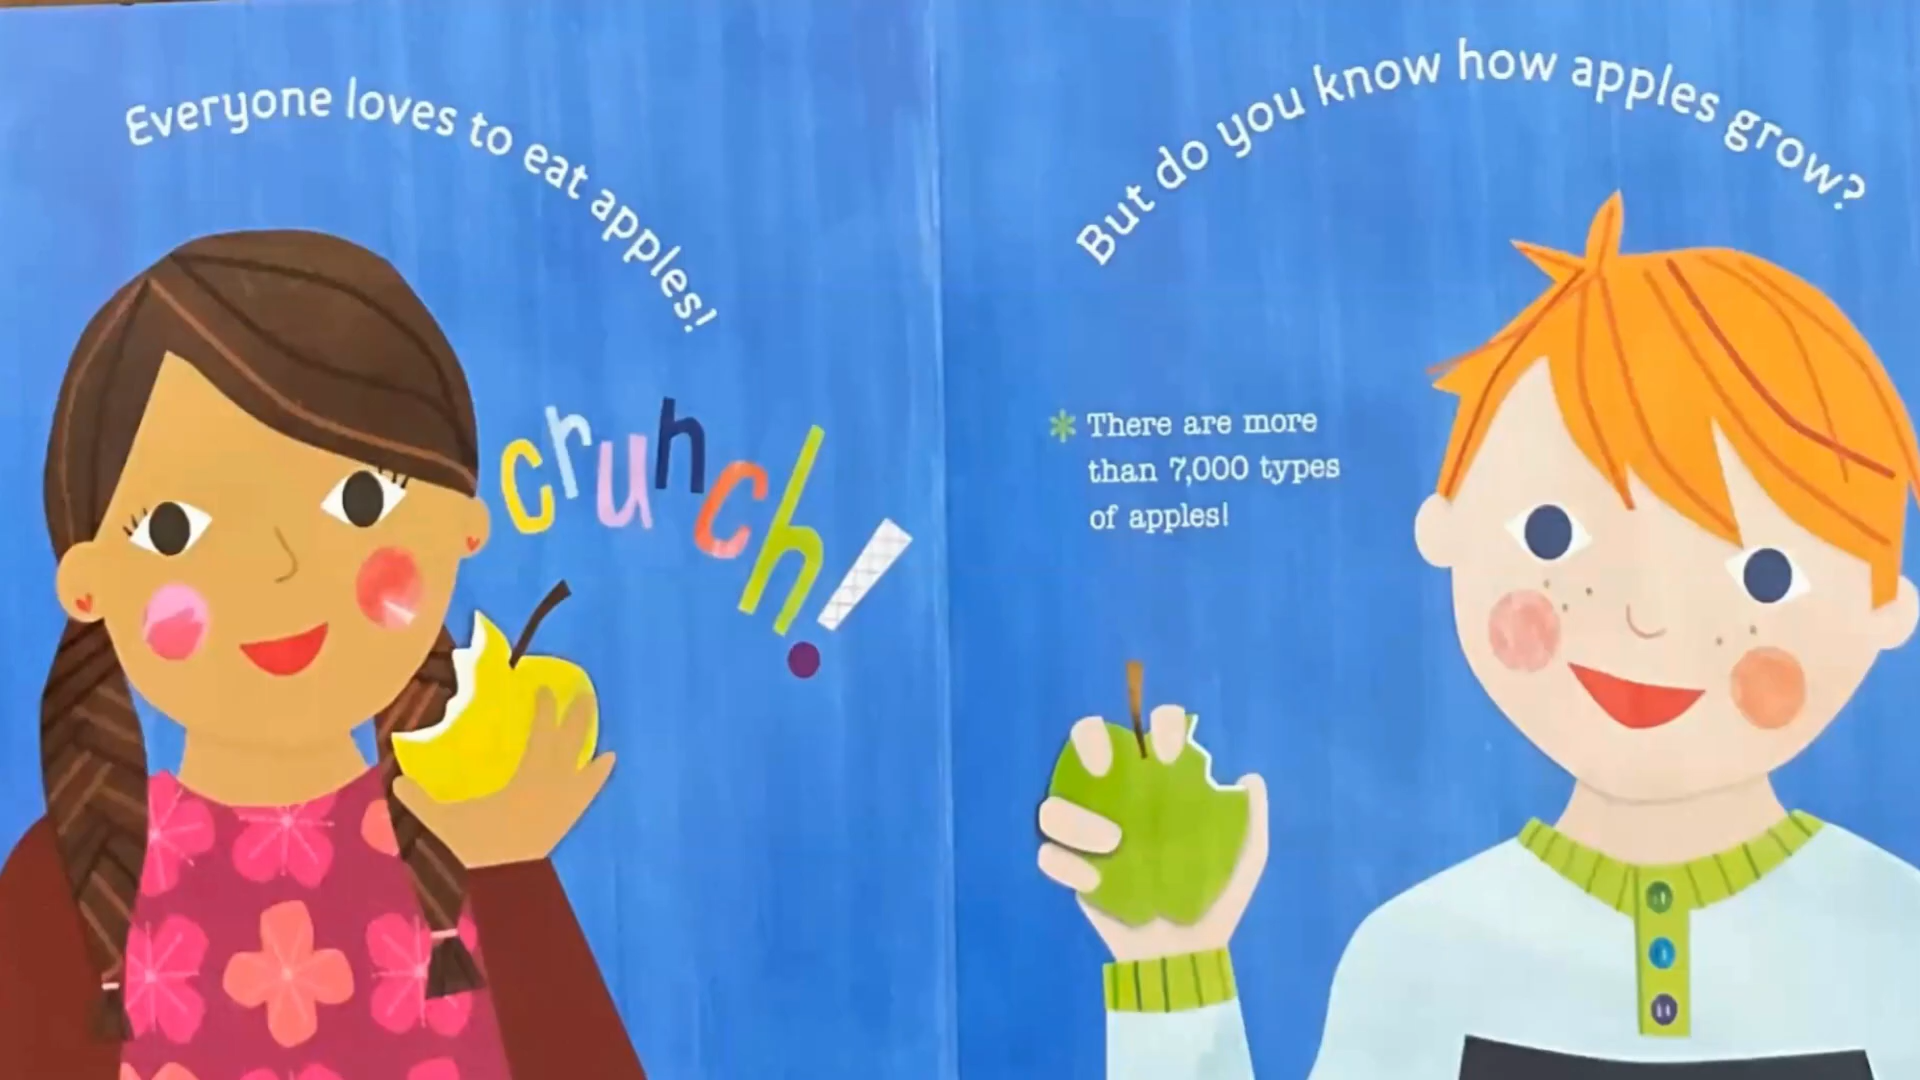 Everyone loves to eat apples!
crunch!
But do you know how apples grow?
* There are more
than 7,000 types
of apples!